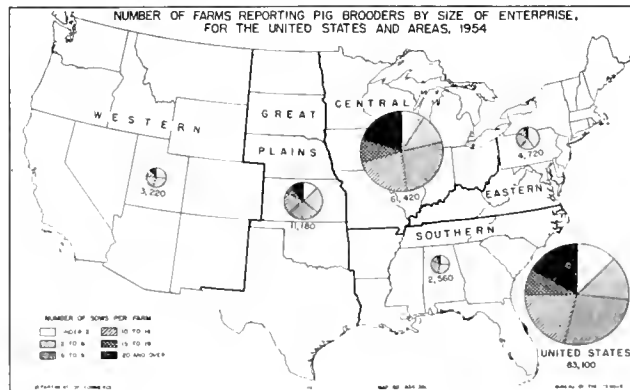 NUMBER OF FARMS REPORTING PIG BROODERS BY SIZE OF ENTERPRISE,
FOR THE UNITED STATES AND AREAS, 1954
WESTERN
GREAT
PLAINS
CENTRAL
EASTERN
SOUTHERN
3,220
11,180
61,420
4,720
2,560
UNITED STATES
83,100
NUMBER OF SOWS PER FARM
10 TO 14
15 TO 19
20 AND OVER